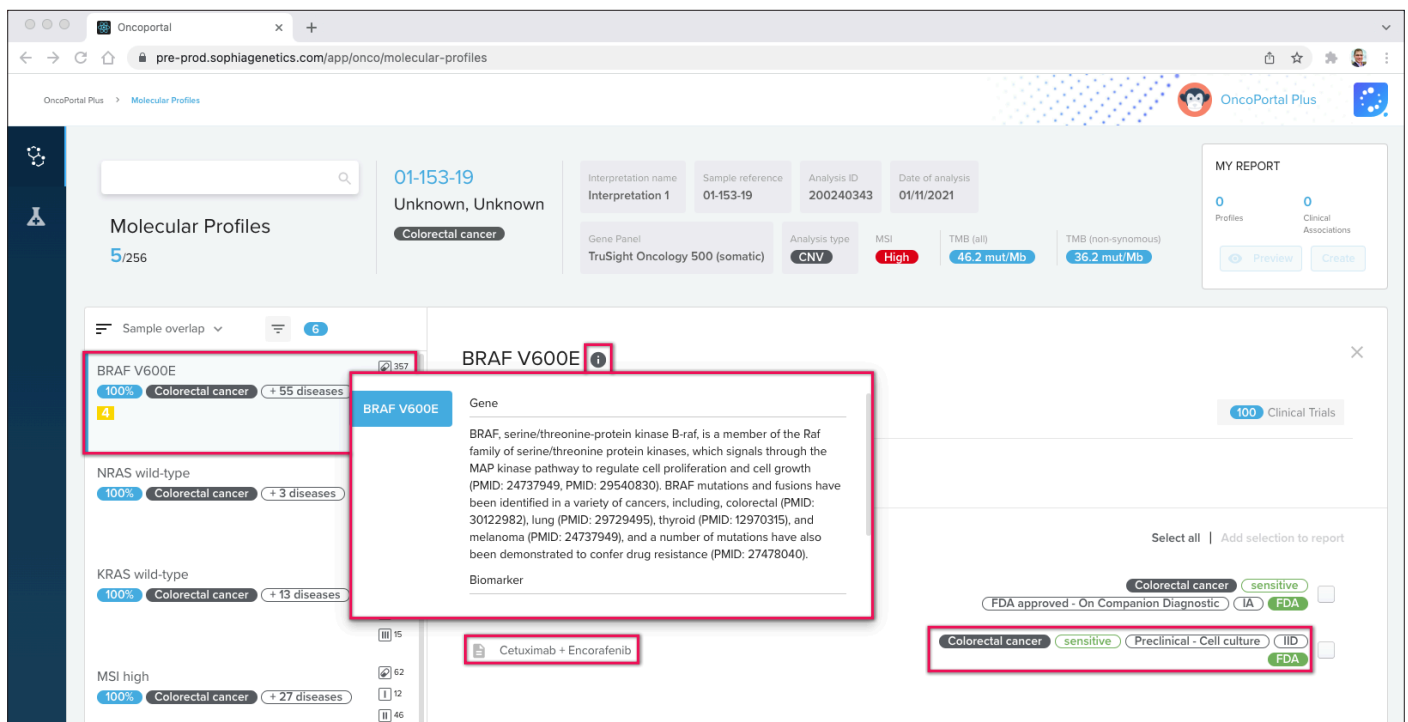 Oncoportal
pre-prod.sophiagenetics.com/app/onco/molecular-profiles
OncoPortal Plus > Molecular Profiles
OncoPortal Plus
Molecular Profiles
5/256
01-153-19
Unknown, Unknown
Colorectal cancer
Interpretation name
Interpretation 1
Sample reference
01-153-19
Analysis ID
200240343
Date of analysis
01/11/2021
Gene Panel
TruSight Oncology 500 (somatic)
Analysis type
CNV
MSI
High
TMB (all)
46.2 mut/Mb
TMB (non-synomous)
36.2 mut/Mb
MY REPORT
0
Profiles
0
Clinical
Associations
Preview
Create
Sample overlap
6
BRAF V600E
357
100% Colorectal cancer + 55 diseases
4
NRAS wild-type
100% Colorectal cancer + 3 diseases
KRAS wild-type
100% Colorectal cancer + 13 diseases
III 15
MSI high
62
100% Colorectal cancer + 27 diseases
I 12
II 46
BRAF V600E
100 Clinical Trials
BRAF V600E
Gene
BRAF, serine/threonine-protein kinase B-raf, is a member of the Raf
family of serine/threonine protein kinases, which signals through the
MAP kinase pathway to regulate cell proliferation and cell growth
(PMID: 24737949, PMID: 29540830). BRAF mutations and fusions have
been identified in a variety of cancers, including, colorectal (PMID:
30122982), lung (PMID: 29729495), thyroid (PMID: 12970315), and
melanoma (PMID: 24737949), and a number of mutations have also
been demonstrated to confer drug resistance (PMID: 27478040).
Biomarker
Select all | Add selection to report
Colorectal cancer sensitive
FDA approved - On Companion Diagnostic IA FDA
Cetuximab + Encorafenib
Colorectal cancer sensitive Preclinical - Cell culture IID
FDA